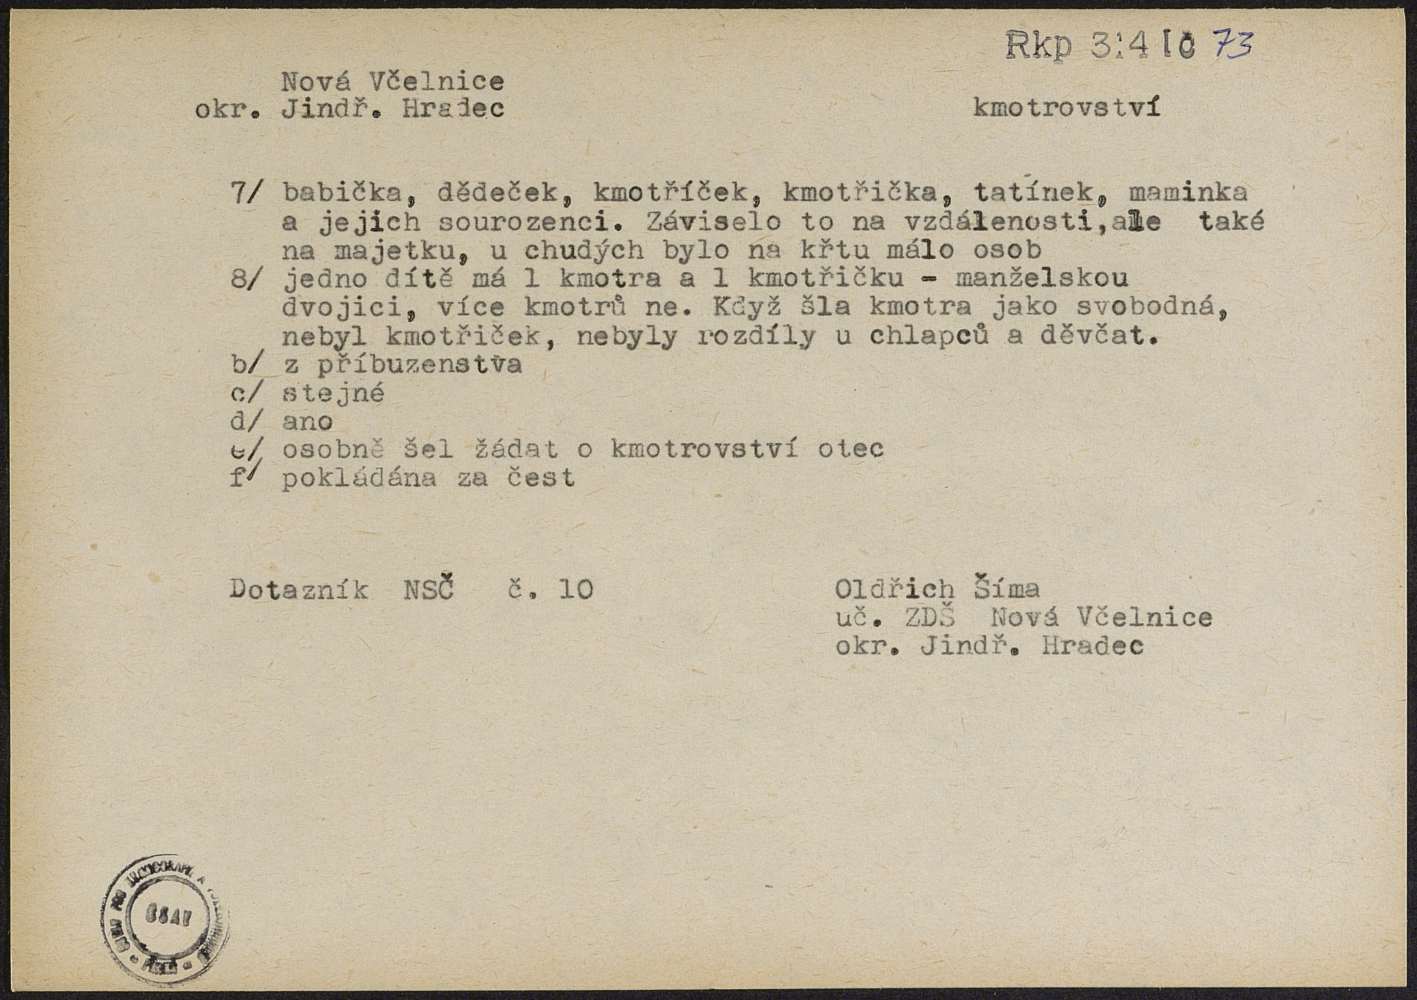 Rkp 314 73
Nová Včelnice
okr. Jindř. Hradec kmotrovství
7/ babička, dědeček, kmotříček, kmotřička, tatínek, maminka
a jejich sourozenci. Záviselo to na vzdálenosti,ale také
na majetku, u chudých bylo na křtu málo osob
8/ jedno dítě má 1 kmotra a 1 kmotřičku - manželskou
dvojici, více kmotrů ne. Když šla kmotra jako svobodná,
nebyl kmotřiček, nebyly rozdíly u chlapců a děvčat.
b/ z příbuzenstva
c/ stejné
d/ ano
e/ osobně šel žádat o kmotrovství otec
f/ pokládána za čest
Dotazník NSČ č. 10 Oldřich Šíma
uč. ZDŠ Nová Včelnice
okr. Jindř. Hradec
ČSAV